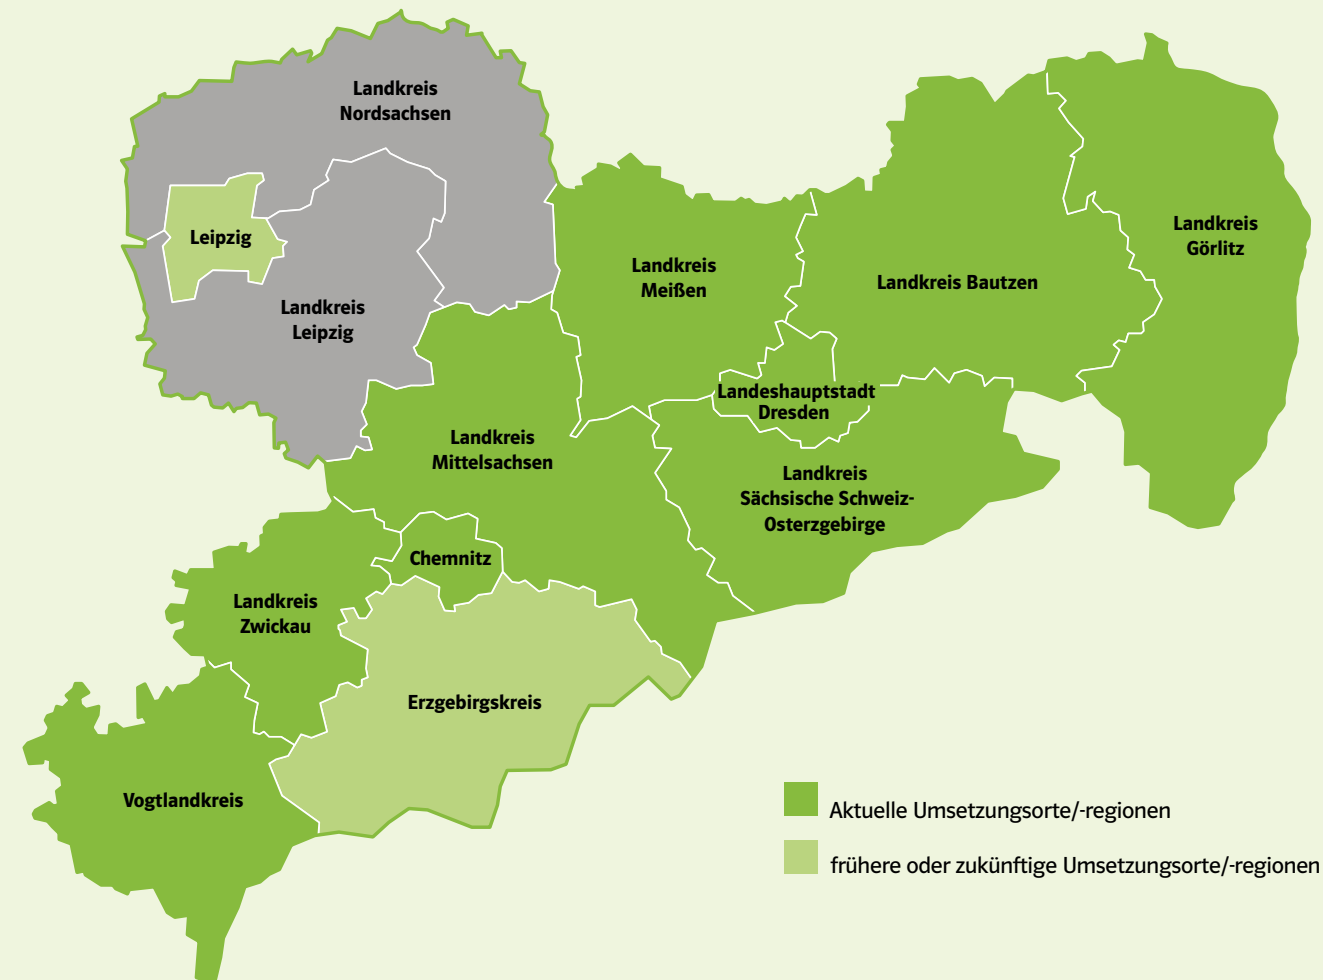 Landkreis
Nordsachsen
Leipzig
Landkreis
Leipzig
Landkreis
Meißen
Landkreis Bautzen
Landkreis
Görlitz
Landeshauptstadt
Dresden
Landkreis
Mittelsachsen
Landkreis
Sächsische Schweiz-
Osterzgebirge
Chemnitz
Landkreis
Zwickau
Erzgebirgskreis
Vogtlandkreis
Aktuelle Umsetzungsorte/-regionen
frühere oder zukünftige Umsetzungsorte/-regionen